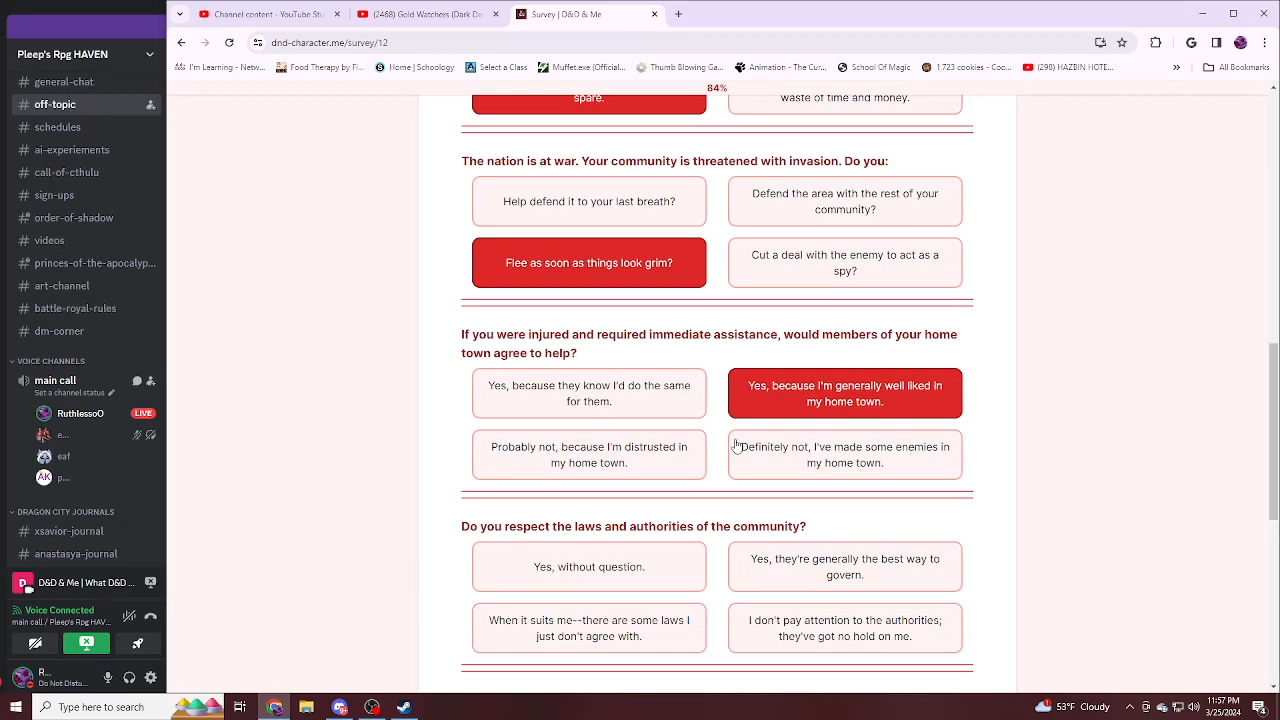 Pleep's Rpg HAVEN
general-chat
off-topic
schedules
ai-experiements
call-of-cthulu
sign-ups
order-of-shadow
videos
princes-of-the-apocalyp...
art-channel
battle-royal-rules
dm-corner
VOICE CHANNELS
main call
Set a channel status
RuthlessoO
LIVE
e...
eaf
AK
p...
DRAGON CITY JOURNALS
xsavior-journal
anastasya-journal
D
D&D & Me | What D&D ...
Voice Connected
main call / Pleep's Rpg HAV...
R...
Do Not Distu...
Channel content - YouTube Stu
(2488) Gold Watchers (Dark De
Survey | D&D & Me
dnd-character.me/survey/12
I'm Learning - Netw...
Food Therapy by Fi...
Home | Schoology
Select a Class
Muffet.exe(Official...
Thumb Blowing Ga...
Animation - The Cur...
School Of Magic
1,723 cookies - Coo...
(298) HAZBIN HOTE...
All Bookmarks
84%
spare.
waste of time and money.
The nation is at war. Your community is threatened with invasion. Do you:
Help defend it to your last breath?
Defend the area with the rest of your
community?
Flee as soon as things look grim?
Cut a deal with the enemy to act as a
spy?
If you were injured and required immediate assistance, would members of your home
town agree to help?
Yes, because they know I'd do the same
for them.
Yes, because I'm generally well liked in
my home town.
Probably not, because I'm distrusted in
my home town.
Definitely not, I've made some enemies in
my home town.
Do you respect the laws and authorities of the community?
Yes, without question.
Yes, they're generally the best way to
govern.
When it suits me--there are some laws I
just don't agree with.
I don't pay attention to the authorities;
they've got no hold on me.
Type here to search
53°F Cloudy
11:57 PM
3/25/2024